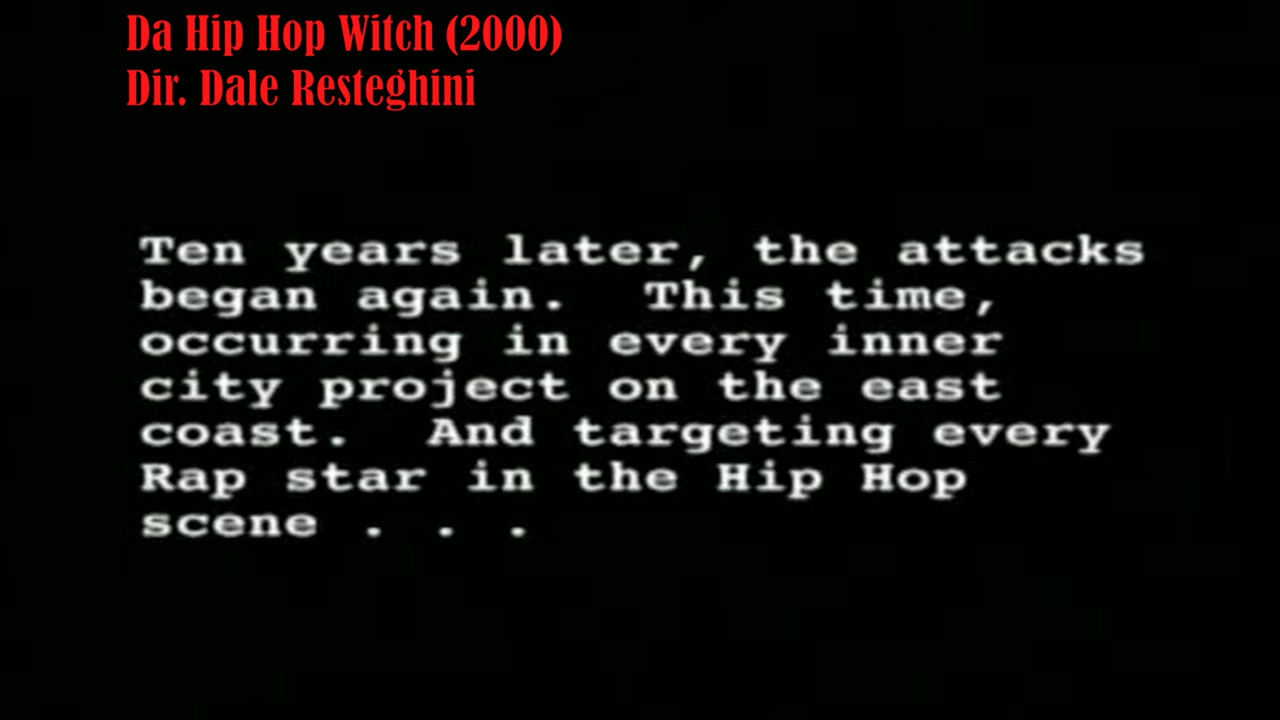 Da Hip Hop Witch (2000)
Dir. Dale Resteghini
Ten years later, the attacks
began again.  This time,
occurring in every inner
city project on the east
coast.  And targeting every
Rap star in the Hip Hop
scene . . .